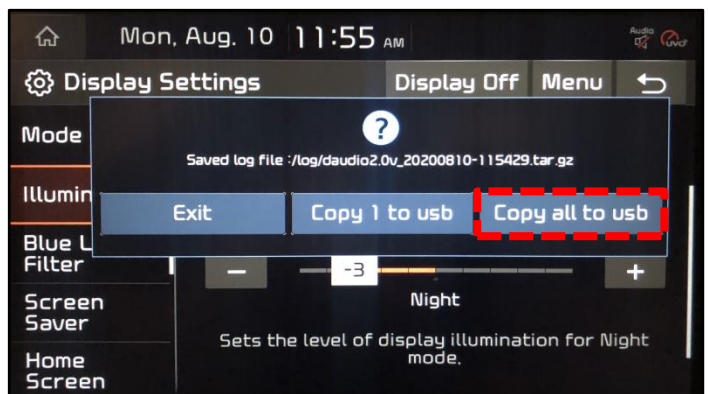 Mon, Aug. 10 11:55 AM
Audio
UVO
Display Settings Display Off Menu
Mode
?
Saved log file :/log/daudio2.0v_20200810-115429.tar.gz
Illumin
Exit Copy 1 to usb Copy all to usb
Blue L
Filter
- -3 +
Night
Screen
Saver
Sets the level of display illumination for Night
mode.
Home
Screen